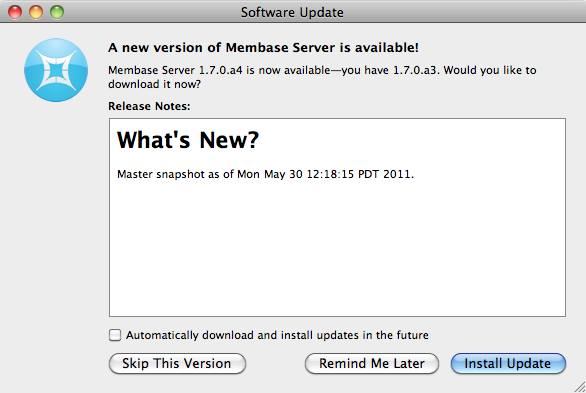 Software Update
A new version of Membase Server is available!
Membase Server 1.7.0.a4 is now available—you have 1.7.0.a3. Would you like to
download it now?
Release Notes:
What's New?
Master snapshot as of Mon May 30 12:18:15 PDT 2011.
Automatically download and install updates in the future
Skip This Version
Remind Me Later
Install Update